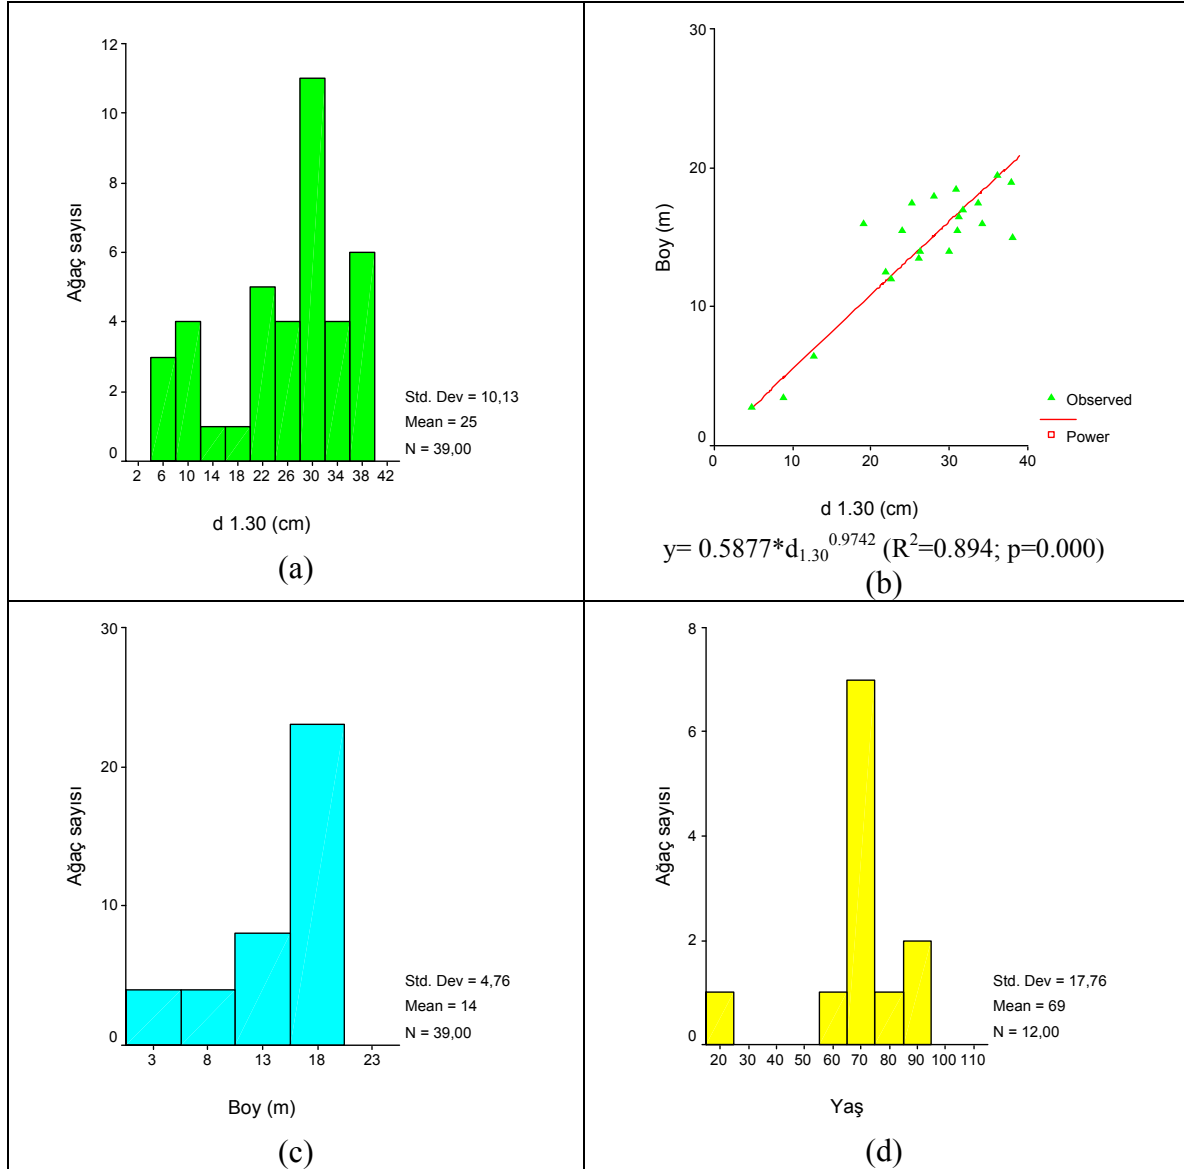 12
10
8
6
4
2
0
Ağaç sayısı
2 6 10 14 18 22 26 30 34 38 42
d 1.30 (cm)
Std. Dev = 10,13
Mean = 25
N = 39,00
(a)
30
20
10
0
Boy (m)
0 10 20 30 40
d 1.30 (cm)
Observed
Power
y= 0.5877*d1.30^0.9742 (R²=0.894; p=0.000)
(b)
30
20
10
0
Ağaç sayısı
3 8 13 18 23
Boy (m)
Std. Dev = 4,76
Mean = 14
N = 39,00
(c)
8
6
4
2
0
Ağaç sayısı
20 30 40 50 60 70 80 90 100 110
Yaş
Std. Dev = 17,76
Mean = 69
N = 12,00
(d)